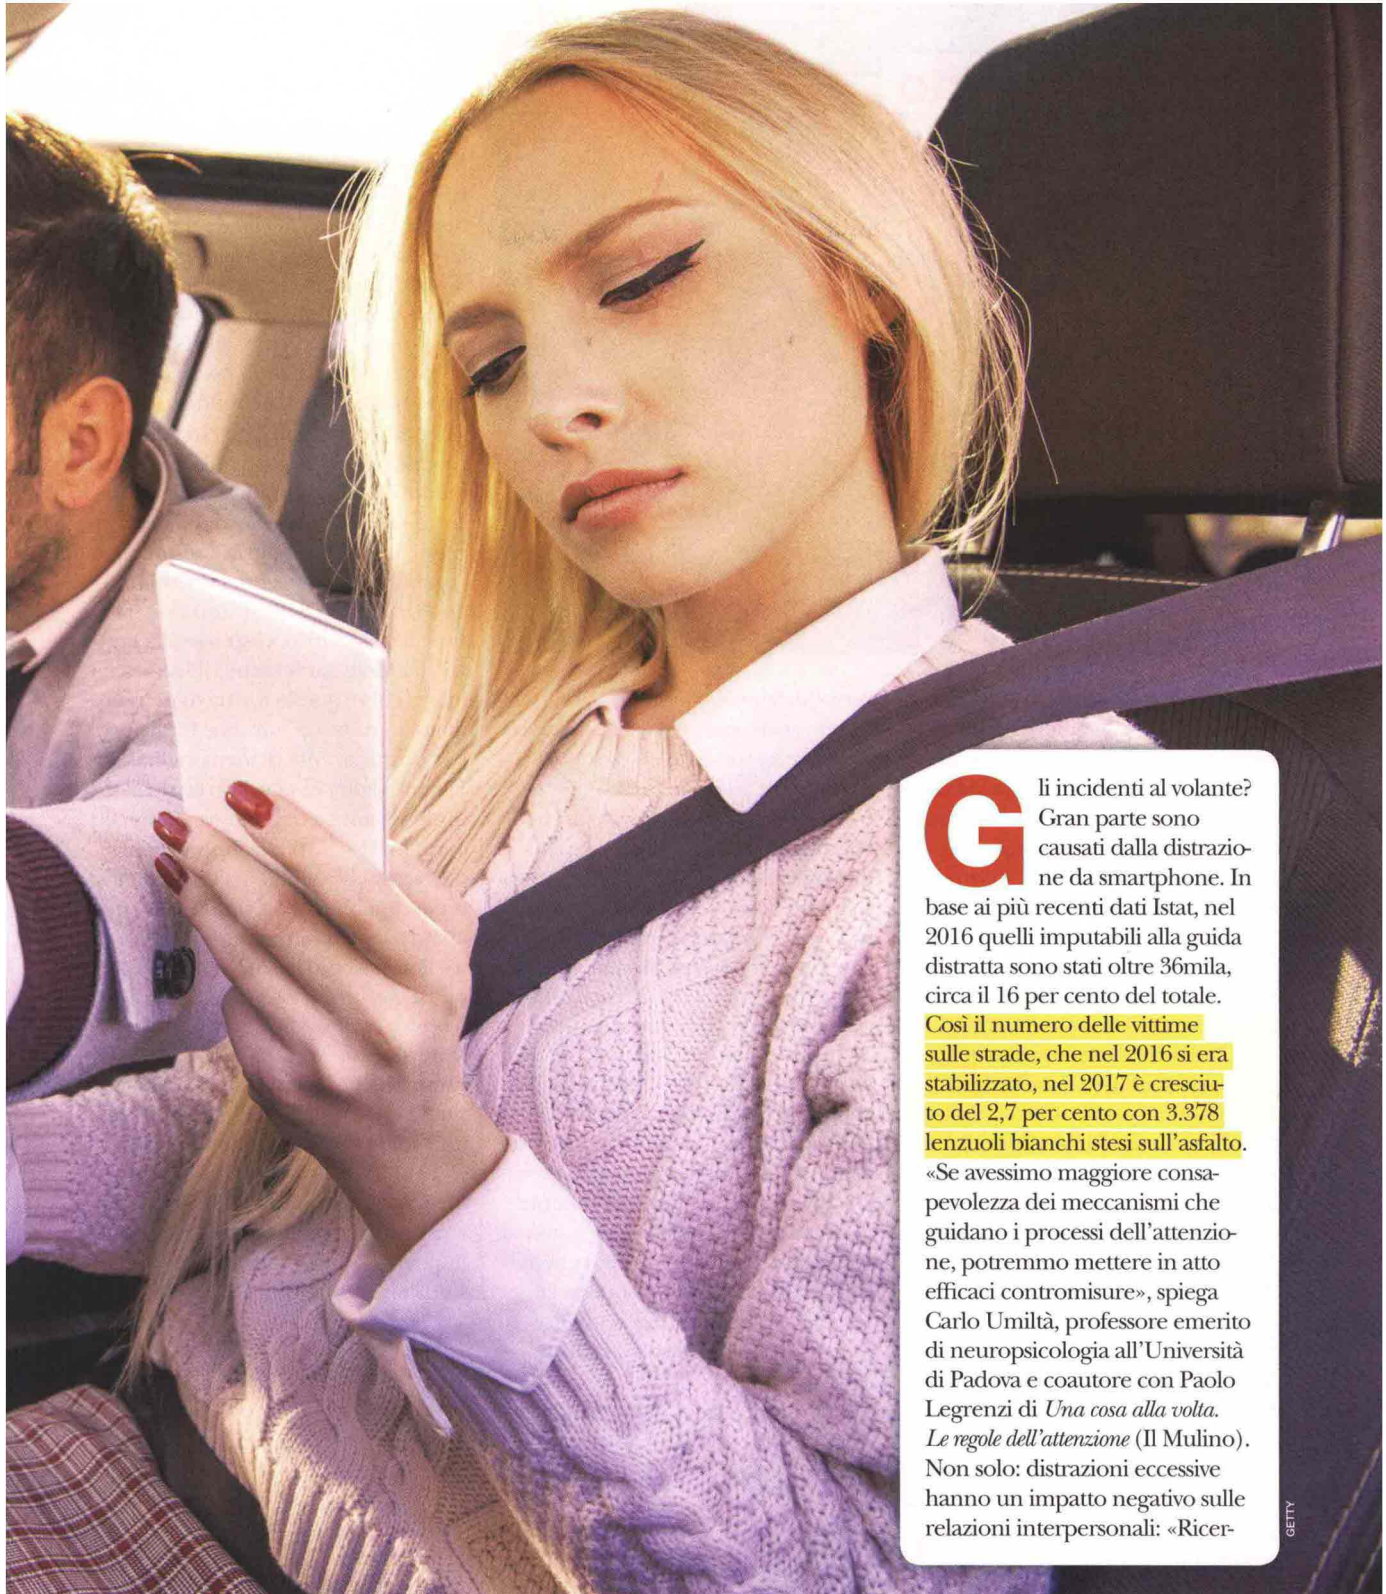 Gli incidenti al volante?
Gran parte sono
causati dalla distrazio-
ne da smartphone. In
base ai più recenti dati Istat, nel
2016 quelli imputabili alla guida
distratta sono stati oltre 36mila,
circa il 16 per cento del totale.
Così il numero delle vittime
sulle strade, che nel 2016 si era
stabilizzato, nel 2017 è cresciu-
to del 2,7 per cento con 3.378
lenzuoli bianchi stesi sull'asfalto.
«Se avessimo maggiore consa-
pevolezza dei meccanismi che
guidano i processi dell'attenzio-
ne, potremmo mettere in atto
efficaci contromisure», spiega
Carlo Umiltà, professore emerito
di neuropsicologia all'Università
di Padova e coautore con Paolo
Legrenzi di Una cosa alla volta.
Le regole dell'attenzione (Il Mulino).
Non solo: distrazioni eccessive
hanno un impatto negativo sulle
relazioni interpersonali: «Ricer-
GETTY